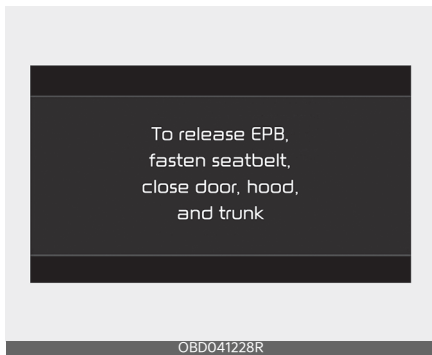 To release EPB,
fasten seatbelt,
close door, hood,
and trunk
OBD041228R